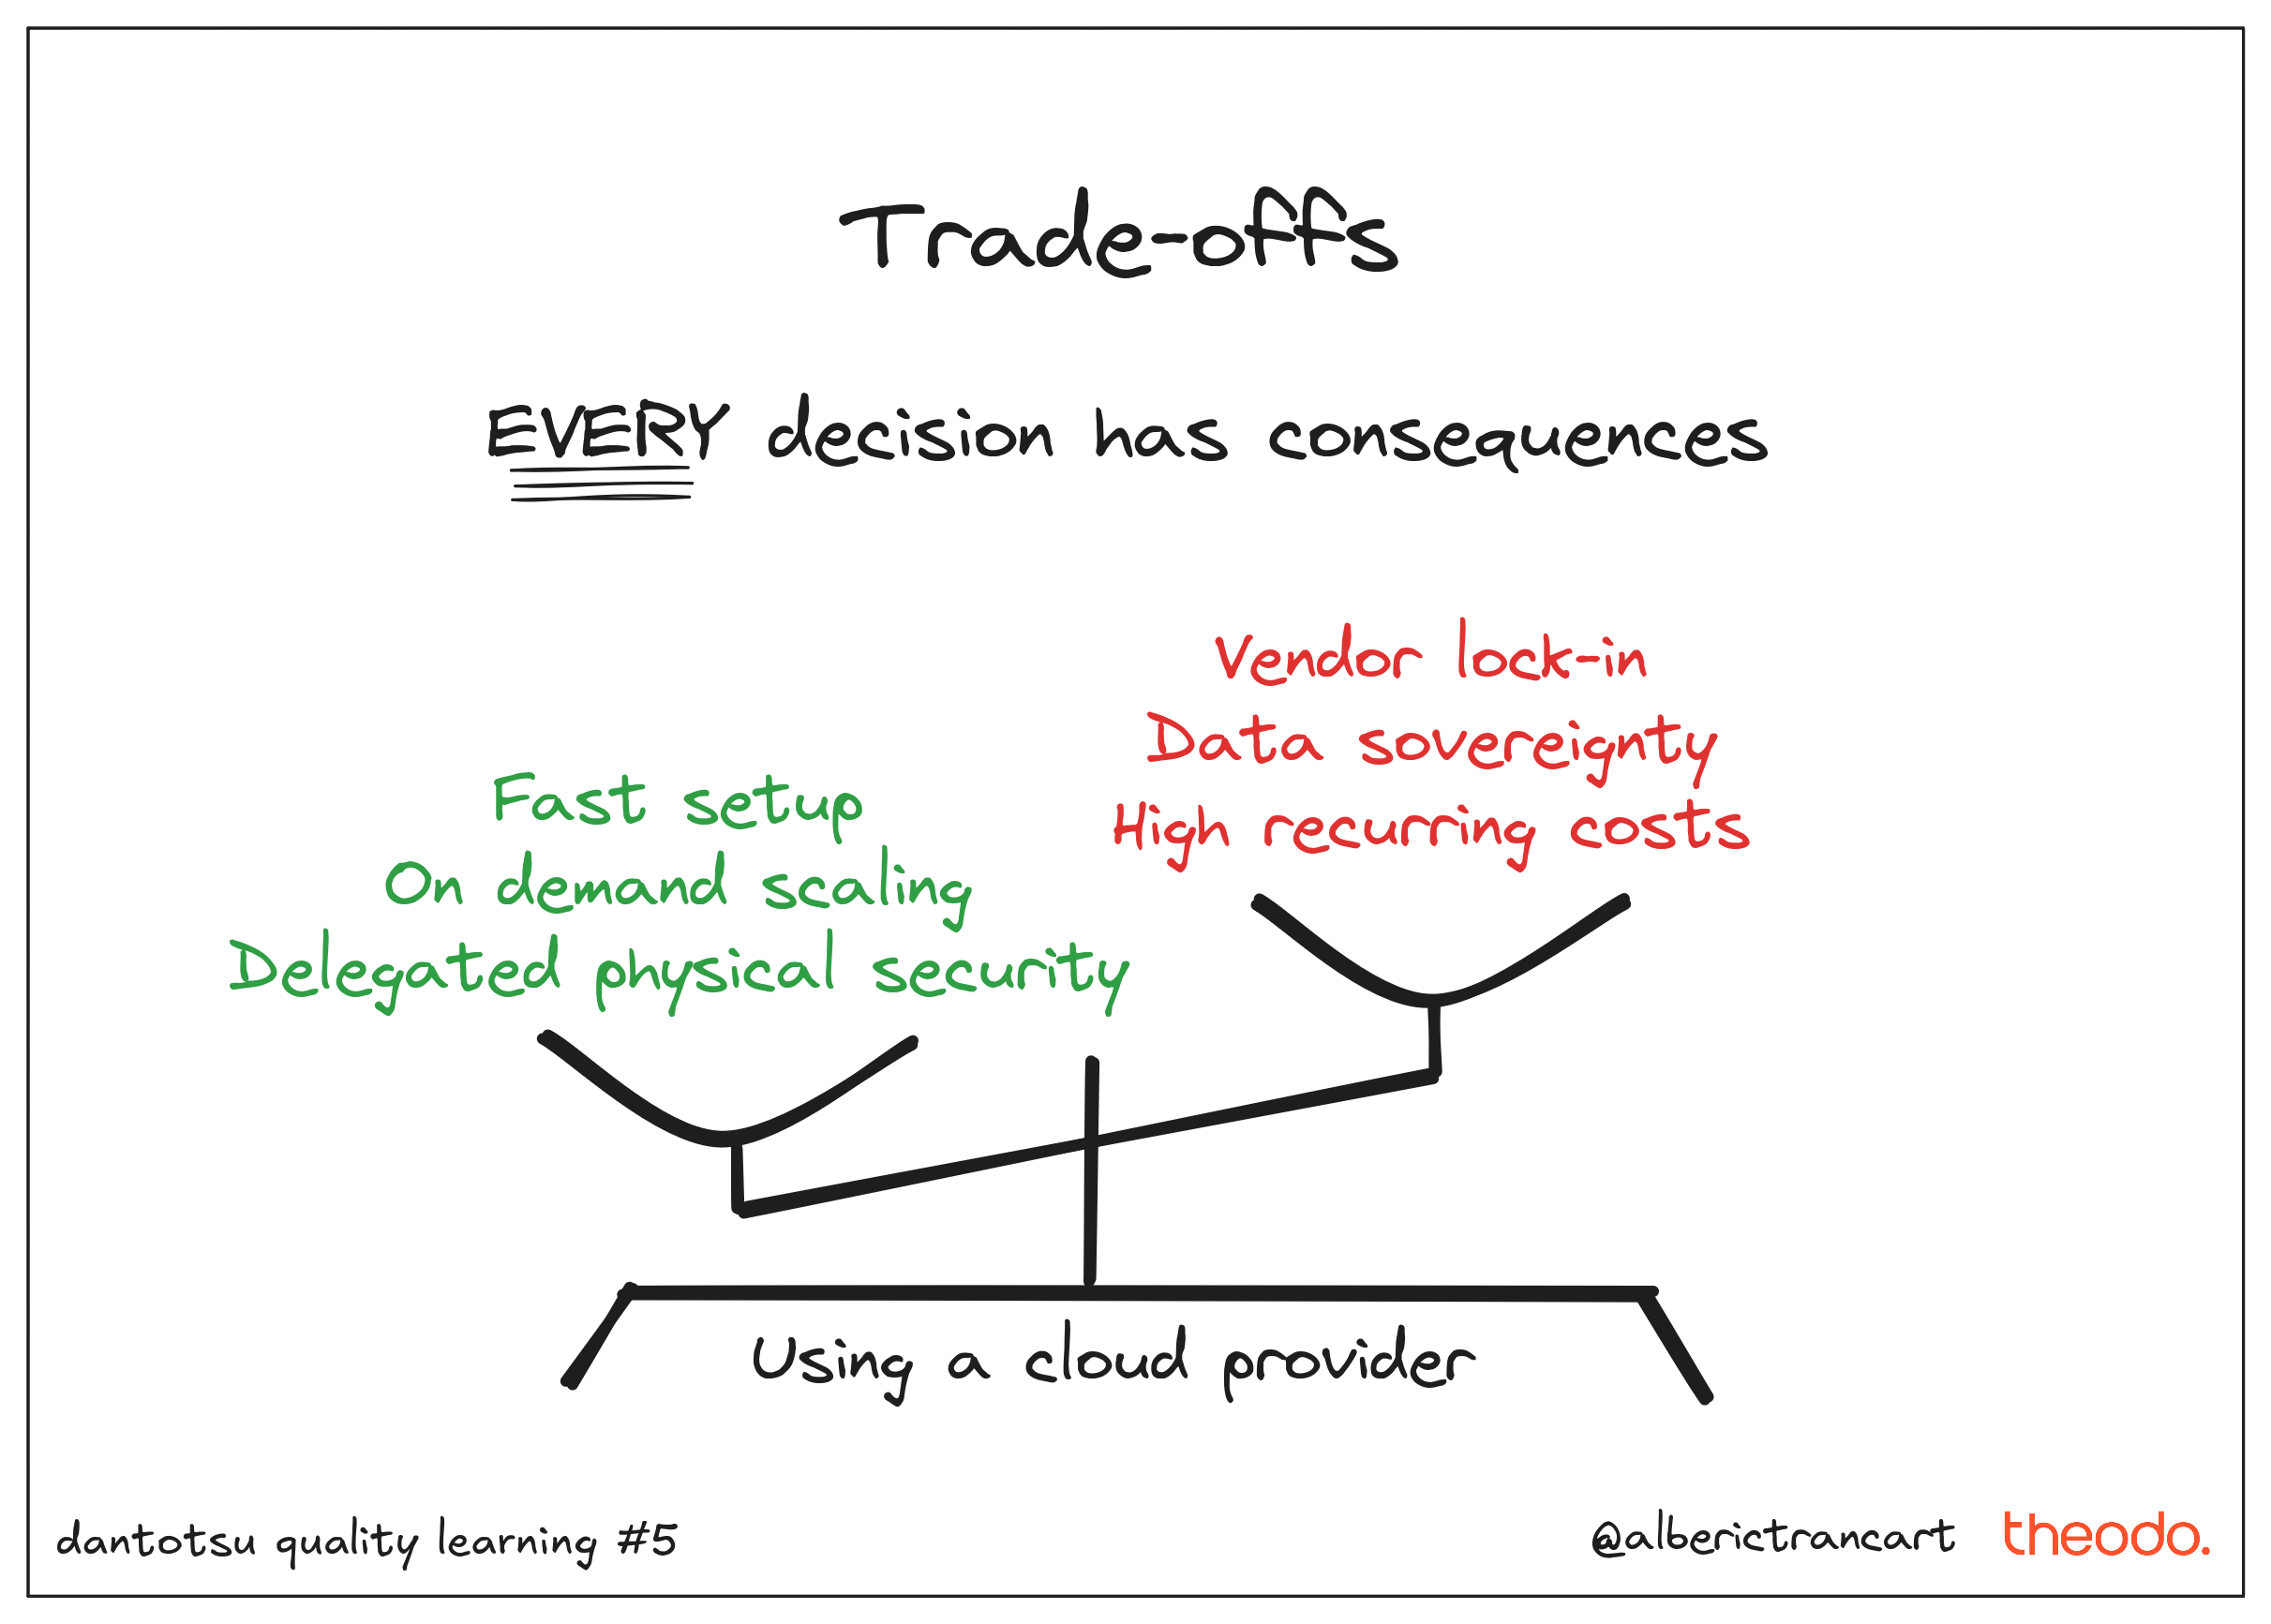 Trade-offs
EVERY decision has consequences
Vendor lock-in
Data sovereignty
High recurring costs
Fast setup
On demand scaling
Delegated physical security
Using a cloud provider
dantotsu quality learning #5
@albericttrancart theodo.